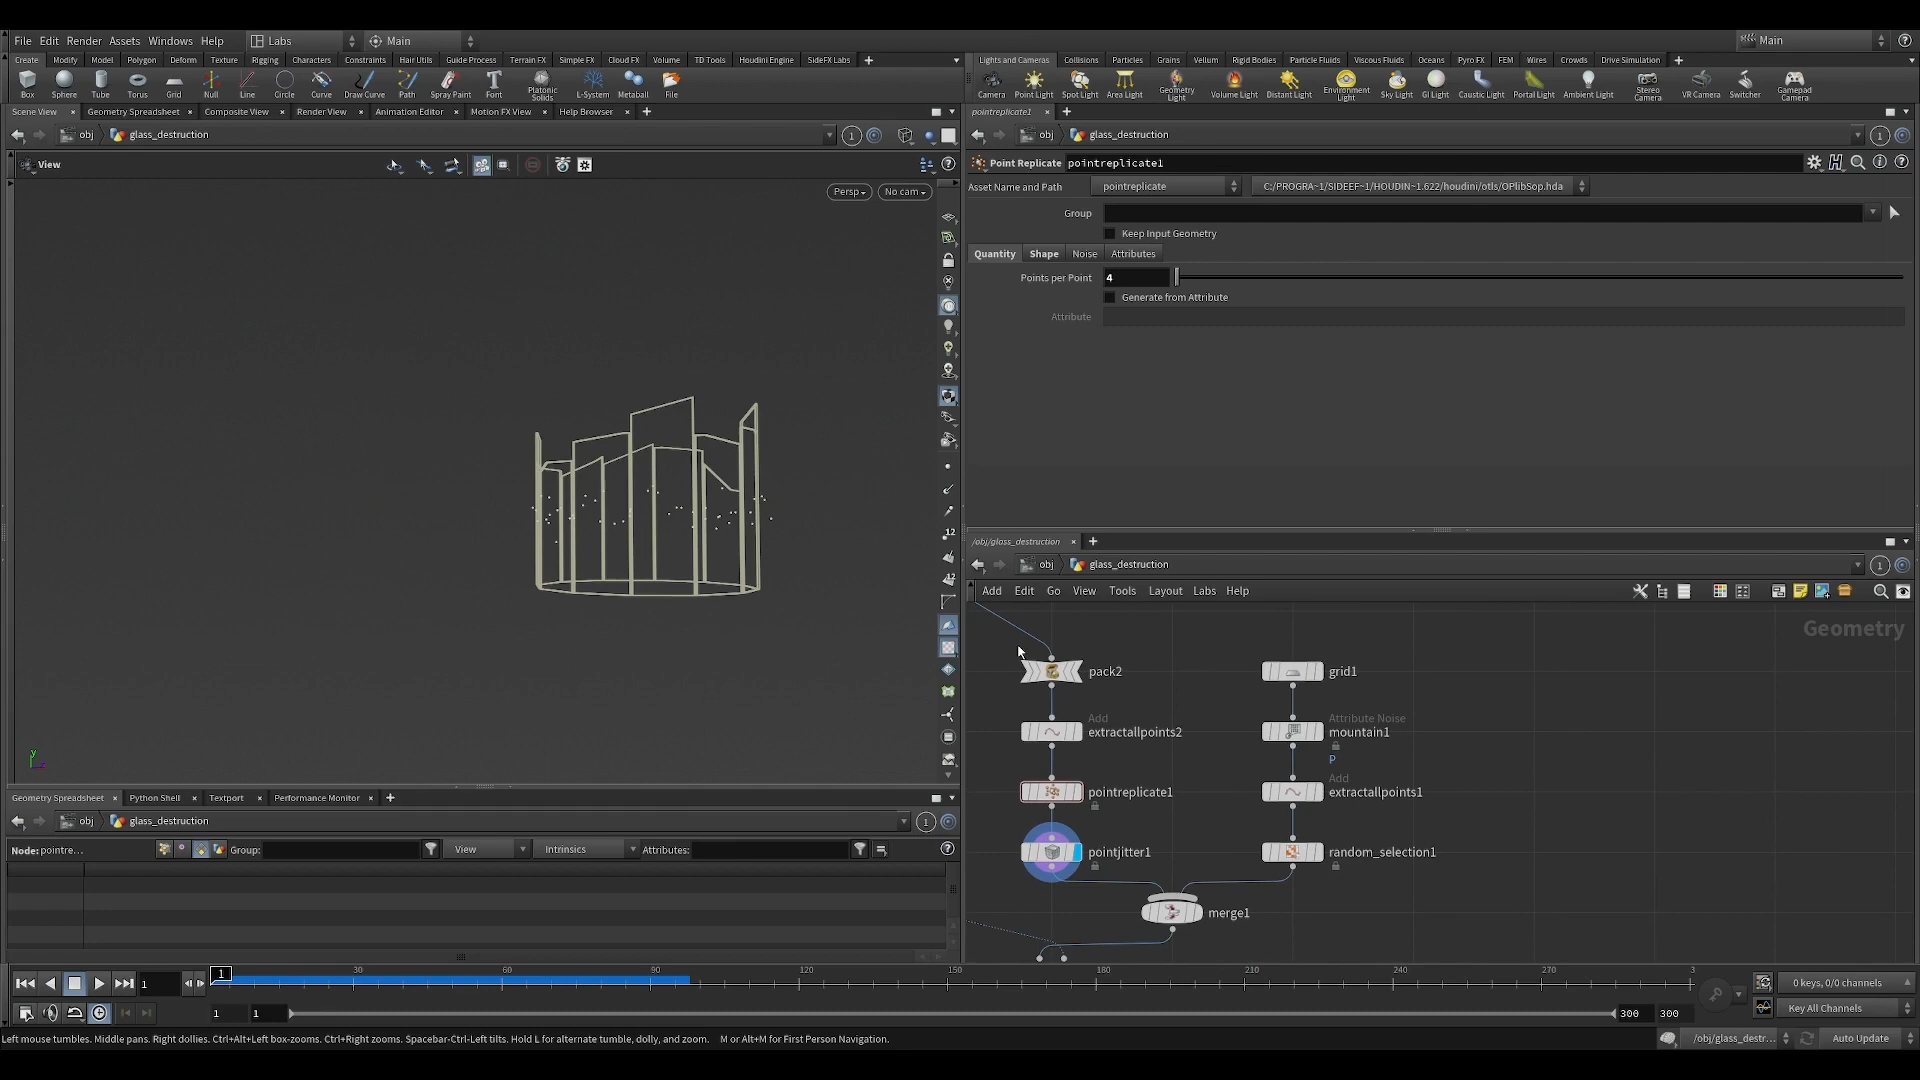 File Edit Render Assets Windows Help Labs Main Main
Create Modify Model Polygon Deform Texture Rigging Characters Constraints Hair Utils Guide Process Terrain FX Simple FX Cloud FX Volume TD Tools Houdini Engine SideFX Labs
Box Sphere Tube Torus Grid Null Line Circle Curve Draw Curve Path Spray Paint Font Platonic Solids L-System Metaball File
Lights and Cameras Collisions Particles Grains Vellum Rigid Bodies Particle Fluids Viscous Fluids Oceans Pyro FX FEM Wires Crowds Drive Simulation
Camera Point Light Spot Light Area Light Geometry Light Volume Light Distant Light Environment Light Sky Light GI Light Caustic Light Portal Light Ambient Light Stereo Camera VR Camera Switcher Gamepad Camera
Scene View Geometry Spreadsheet Composite View Render View Animation Editor Motion FX View Help Browser
obj glass_destruction 1
View
Persp No cam
12
12
y
pointreplicate1
obj glass_destruction 1
Point Replicate pointreplicate1
Asset Name and Path pointreplicate C:/PROGRA~1/SIDEEF~1/HOUDIN~1.622/houdini/otls/OPlibSop.hda
Group
Keep Input Geometry
Quantity Shape Noise Attributes
Points per Point 4
Generate from Attribute
Attribute
/obj/glass_destruction
obj glass_destruction 1
Add Edit Go View Tools Layout Labs Help
Geometry
pack2 grid1
Add
extractallpoints2
Attribute Noise
mountain1
P
pointreplicate1
Add
extractallpoints1
pointjitter1 random_selection1
merge1
Geometry Spreadsheet Python Shell Textport Performance Monitor
obj glass_destruction 1
Node: pointre... Group: View Intrinsics Attributes:
1 1 30 60 90 120 150 180 210 240 270 3 0 keys, 0/0 channels
1 1 300 300 Key All Channels
Left mouse tumbles. Middle pans. Right dollies. Ctrl+Alt+Left box-zooms. Ctrl+Right zooms. Spacebar-Ctrl-Left tilts. Hold L for alternate tumble, dolly, and zoom. M or Alt+M for First Person Navigation. /obj/glass_destr... Auto Update